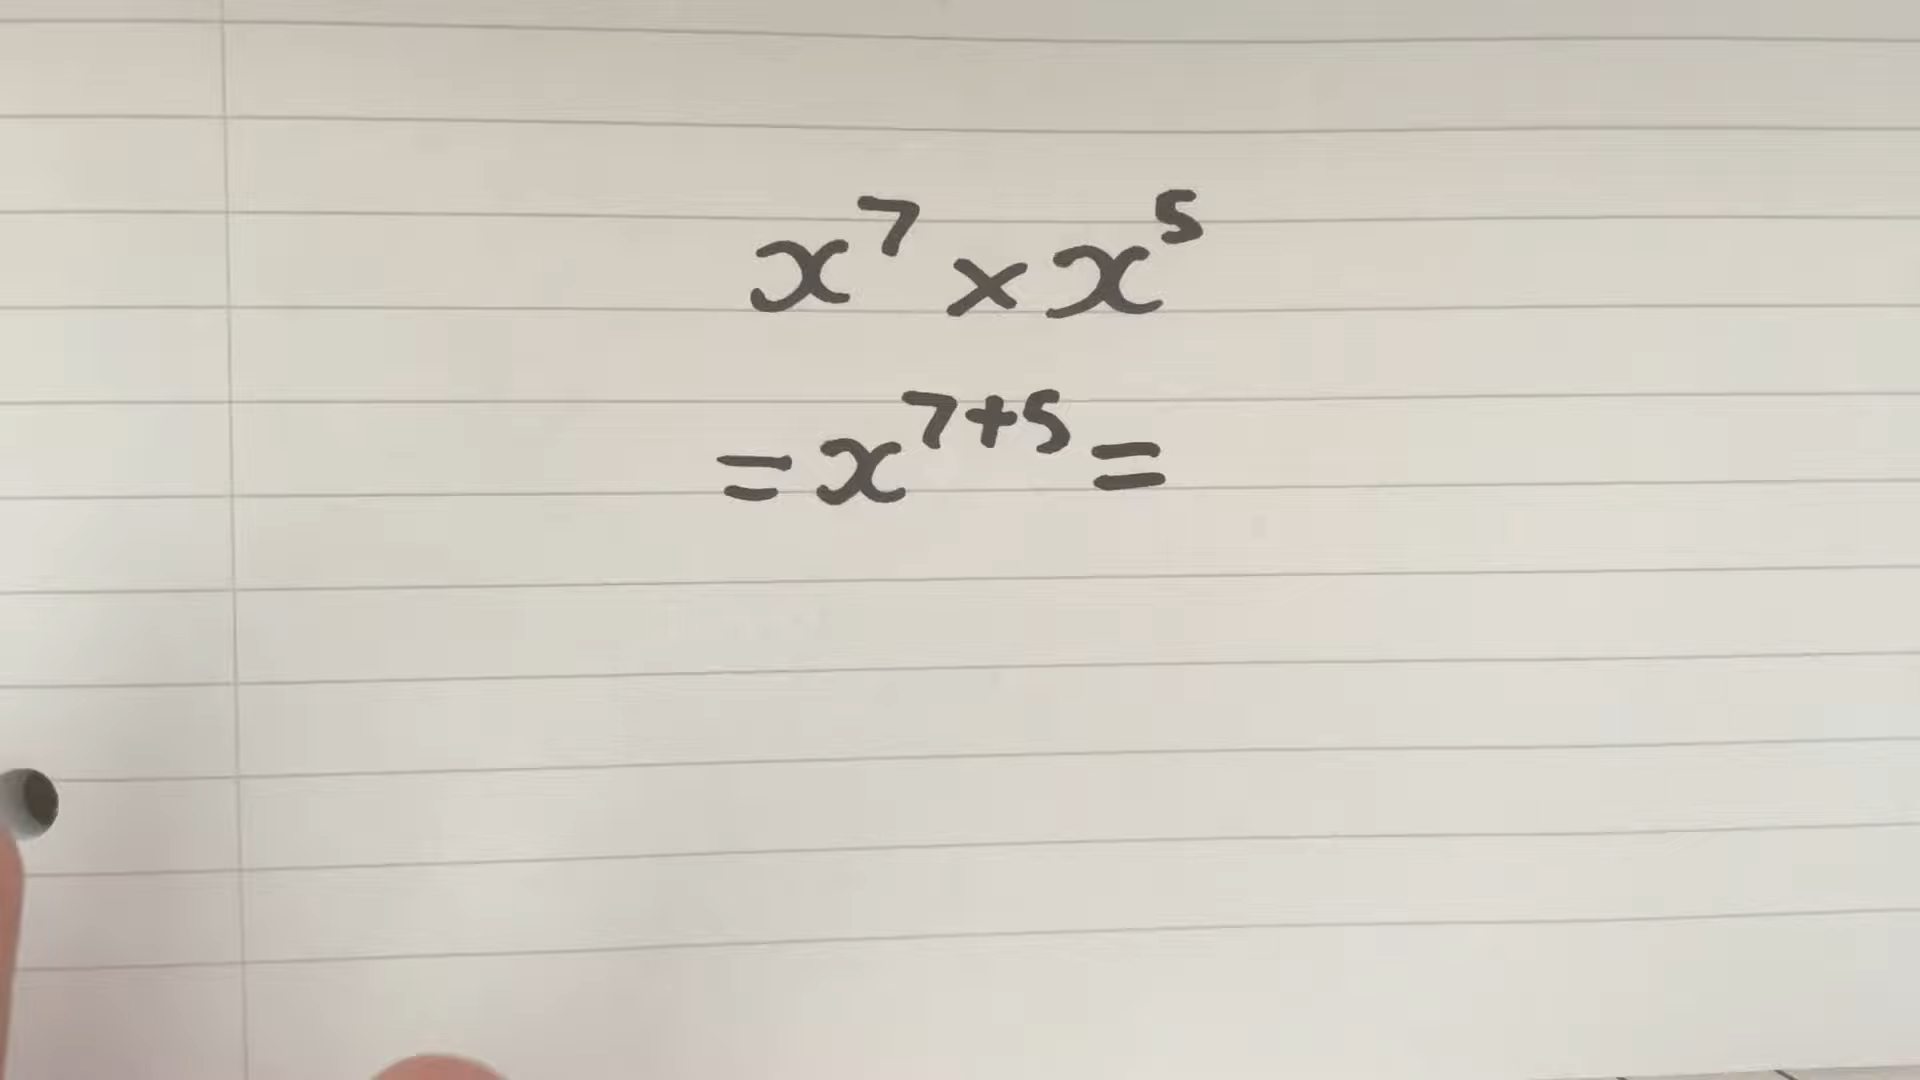 x⁷ × x⁵
= x⁷⁺⁵ =